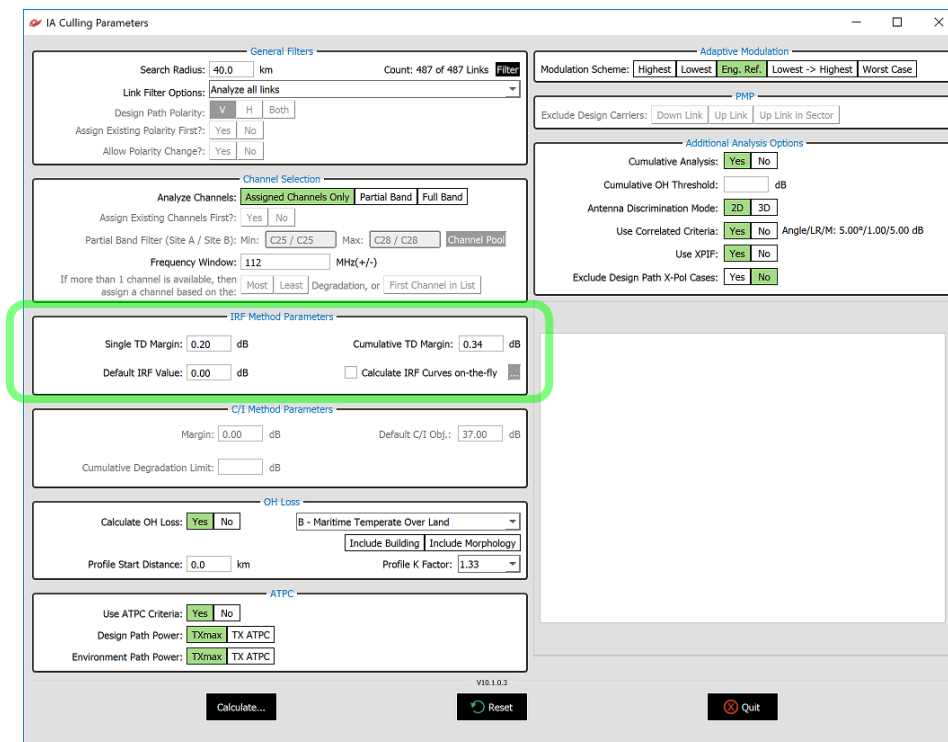 IA Culling Parameters
General Filters
Search Radius: 40.0 km Count: 487 of 487 Links Filter
Link Filter Options: Analyze all links
Design Path Polarity: V H Both
Assign Existing Polarity First?: Yes No
Allow Polarity Change?: Yes No
Channel Selection
Analyze Channels: Assigned Channels Only Partial Band Full Band
Assign Existing Channels First?: Yes No
Partial Band Filter (Site A / Site B): Min: C25 / C25 Max: C28 / C28 Channel Pool
Frequency Window: 112 MHz(+/-)
If more than 1 channel is available, then
assign a channel based on the: Most Least Degradation, or First Channel in List
IRF Method Parameters
Single TD Margin: 0.20 dB Cumulative TD Margin: 0.34 dB
Default IRF Value: 0.00 dB Calculate IRF Curves on-the-fly ...
C/I Method Parameters
Margin: 0.00 dB Default C/I Obj.: 37.00 dB
Cumulative Degradation Limit: dB
OH Loss
Calculate OH Loss: Yes No B - Maritime Temperate Over Land
Include Building Include Morphology
Profile Start Distance: 0.0 km Profile K Factor: 1.33
ATPC
Use ATPC Criteria: Yes No
Design Path Power: TXmax TX ATPC
Environment Path Power: TXmax TX ATPC
Adaptive Modulation
Modulation Scheme: Highest Lowest Eng. Ref. Lowest -> Highest Worst Case
PMP
Exclude Design Carriers: Down Link Up Link Up Link in Sector
Additional Analysis Options
Cumulative Analysis: Yes No
Cumulative OH Threshold: dB
Antenna Discrimination Mode: 2D 3D
Use Correlated Criteria: Yes No Angle/LR/M: 5.00°/1.00/5.00 dB
Use XPIF: Yes No
Exclude Design Path X-Pol Cases: Yes No
V10.1.0.3
Calculate... Reset Quit